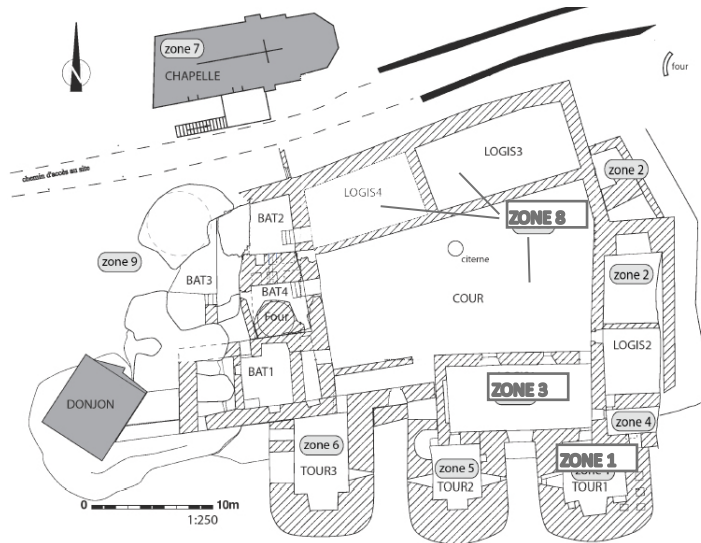 zone 7
CHAPELLE
N
four
chemin d'accès au site
LOGIS3
zone 2
LOGIS4
ZONE 8
BAT2
zone 9
citerne
zone 2
BAT3
BAT4
COUR
Four
LOGIS2
BAT1
ZONE 3
DONJON
zone 4
zone 6
ZONE 1
zone 5
TOUR3
TOUR2
TOUR1
0 10m
1:250